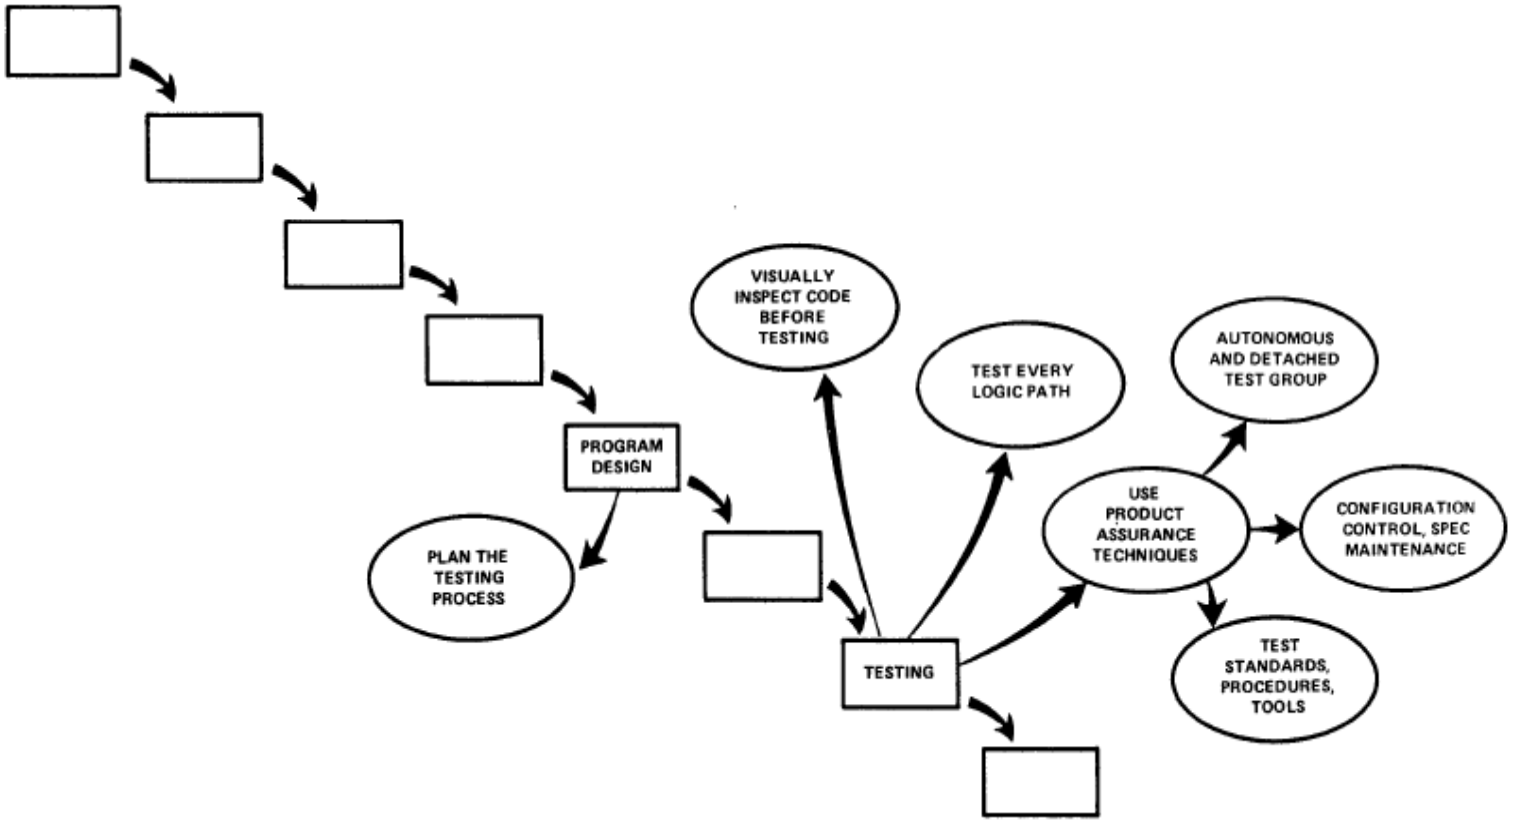 VISUALLY
INSPECT CODE
BEFORE
TESTING
TEST EVERY
LOGIC PATH
AUTONOMOUS
AND DETACHED
TEST GROUP
PROGRAM
DESIGN
USE
PRODUCT
ASSURANCE
TECHNIQUES
CONFIGURATION
CONTROL, SPEC
MAINTENANCE
PLAN THE
TESTING
PROCESS
TESTING
TEST
STANDARDS,
PROCEDURES,
TOOLS